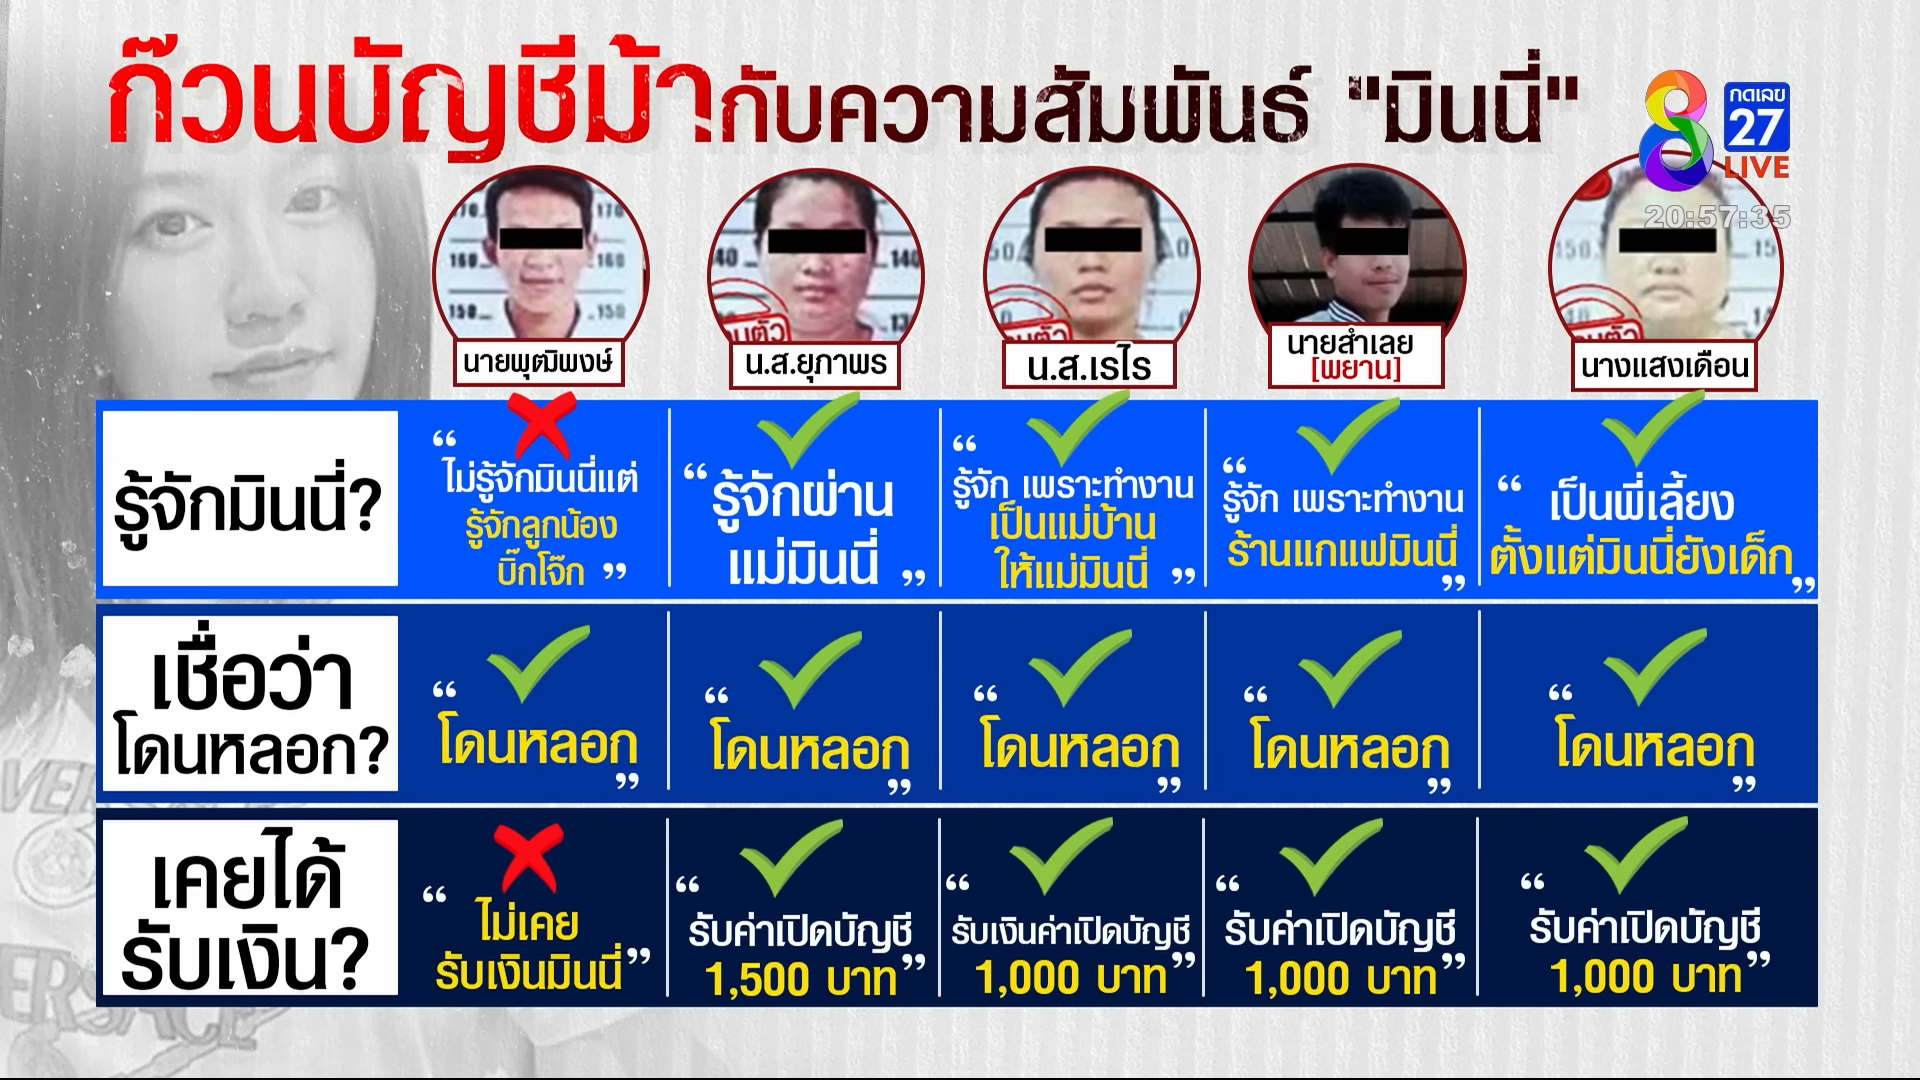 ก๊วนบัญชีม้ากับความสัมพันธ์ "มินนี่"
กดเลข
27
LIVE
20:57:35
170
170
160
160
150
150
นายพุฒิพงษ์
140
140
น.ส.ยุภาพร
น.ส.เรไร
นายสำเลย
[พยาน]
150
นางแสงเดือน
รู้จักมินนี่?
“ไม่รู้จักมินนี่แต่
รู้จักลูกน้อง
บิ๊กโจ๊ก”
“รู้จักผ่าน
แม่มินนี่”
“รู้จัก เพราะทำงาน
เป็นแม่บ้าน
ให้แม่มินนี่”
“รู้จัก เพราะทำงาน
ร้านแกแฟมินนี่”
“เป็นพี่เลี้ยง
ตั้งแต่มินนี่ยังเด็ก”
เชื่อว่า
โดนหลอก?
“โดนหลอก”
“โดนหลอก”
“โดนหลอก”
“โดนหลอก”
“โดนหลอก”
เคยได้
รับเงิน?
“ไม่เคย
รับเงินมินนี่”
“รับค่าเปิดบัญชี
1,500 บาท”
“รับเงินค่าเปิดบัญชี
1,000 บาท”
“รับค่าเปิดบัญชี
1,000 บาท”
“รับค่าเปิดบัญชี
1,000 บาท”